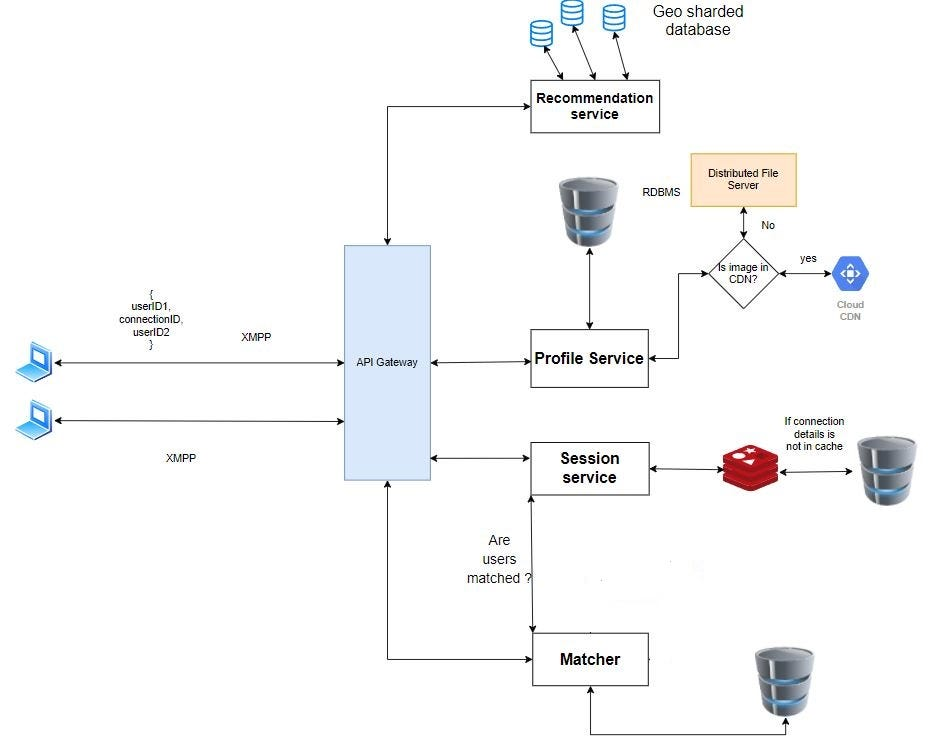 Geo sharded
database
Recommendation
service
Distributed File
Server
RDBMS
No
Is image in
CDN?
yes
Cloud
CDN
{
userID1,
connectionID,
userID2
}
XMPP
API Gateway
Profile Service
XMPP
Session
service
If connection
details is
not in cache
Are
users
matched ?
Matcher